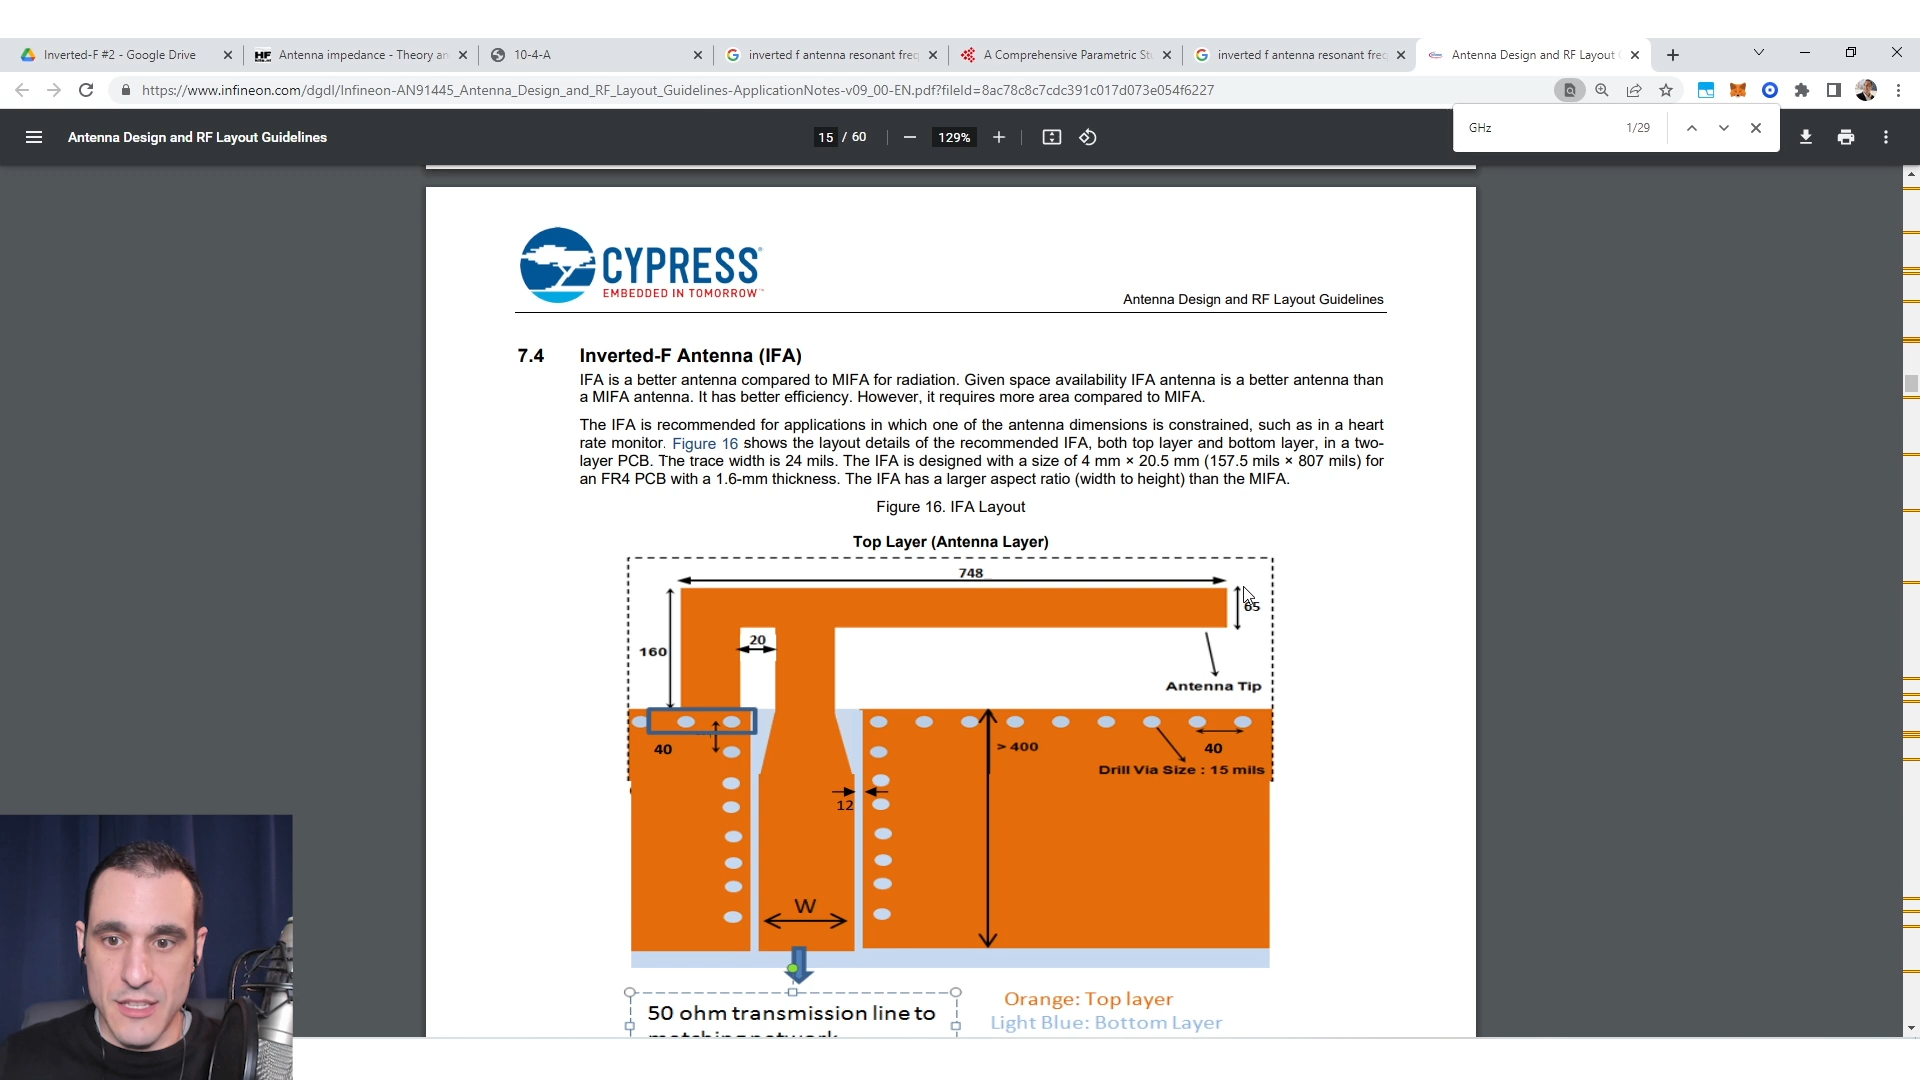 Inverted-F #2 - Google Drive
HF Antenna impedance - Theory an
10-4-A
inverted f antenna resonant freq
A Comprehensive Parametric Stu
inverted f antenna resonant freq
Antenna Design and RF Layout G
https://www.infineon.com/dgdl/Infineon-AN91445_Antenna_Design_and_RF_Layout_Guidelines-ApplicationNotes-v09_00-EN.pdf?fileId=8ac78c8c7cdc391c017d073e054f6227
Antenna Design and RF Layout Guidelines
15 / 60
129%
GHz
1/29
CYPRESS
EMBEDDED IN TOMORROW™
Antenna Design and RF Layout Guidelines
7.4 Inverted-F Antenna (IFA)
IFA is a better antenna compared to MIFA for radiation. Given space availability IFA antenna is a better antenna than
a MIFA antenna. It has better efficiency. However, it requires more area compared to MIFA.
The IFA is recommended for applications in which one of the antenna dimensions is constrained, such as in a heart
rate monitor. Figure 16 shows the layout details of the recommended IFA, both top layer and bottom layer, in a two-
layer PCB. The trace width is 24 mils. The IFA is designed with a size of 4 mm × 20.5 mm (157.5 mils × 807 mils) for
an FR4 PCB with a 1.6-mm thickness. The IFA has a larger aspect ratio (width to height) than the MIFA.
Figure 16. IFA Layout
Top Layer (Antenna Layer)
748
65
20
160
Antenna Tip
40
> 400
40
Drill Via Size : 15 mils
12
W
50 ohm transmission line to
matching network
Orange: Top layer
Light Blue: Bottom Layer